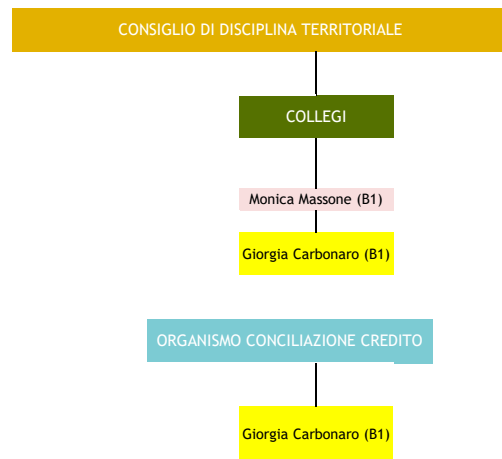 CONSIGLIO DI DISCIPLINA TERRITORIALE
COLLEGI
Monica Massone (B1)
Giorgia Carbonaro (B1)
ORGANISMO CONCILIAZIONE CREDITO
Giorgia Carbonaro (B1)